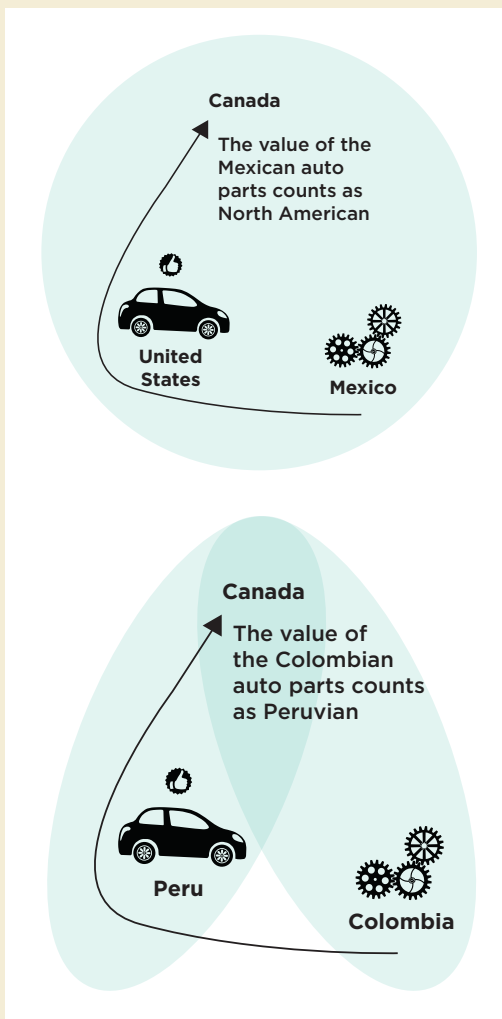 Canada
The value of the
Mexican auto
parts counts as
North American
United
States
Mexico
Canada
The value of
the Colombian
auto parts counts
as Peruvian
Peru
Colombia